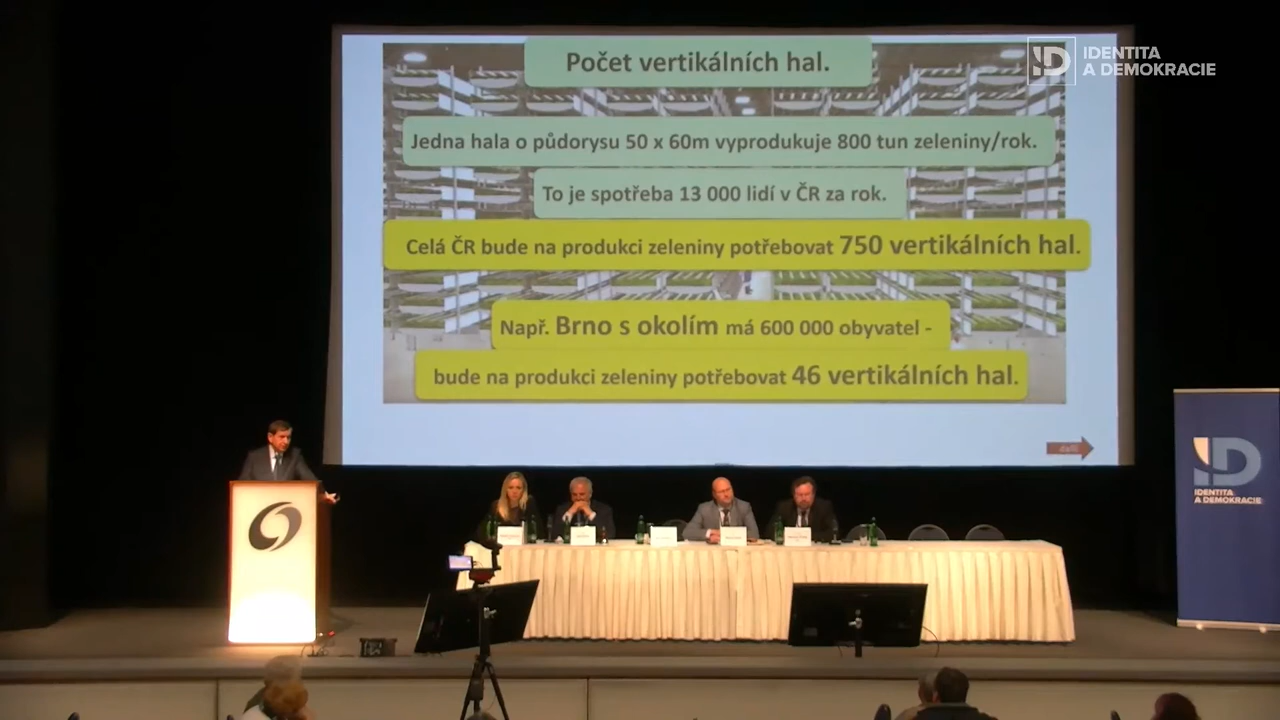 Počet vertikálních hal.
ID IDENTITA
A DEMOKRACIE
Jedna hala o půdorysu 50 x 60m vyprodukuje 800 tun zeleniny/rok.
To je spotřeba 13 000 lidí v ČR za rok.
Celá ČR bude na produkci zeleniny potřebovat 750 vertikálních hal.
Např. Brno s okolím má 600 000 obyvatel -
bude na produkci zeleniny potřebovat 46 vertikálních hal.
další
ID
IDENTITA
A DEMOKRACIE